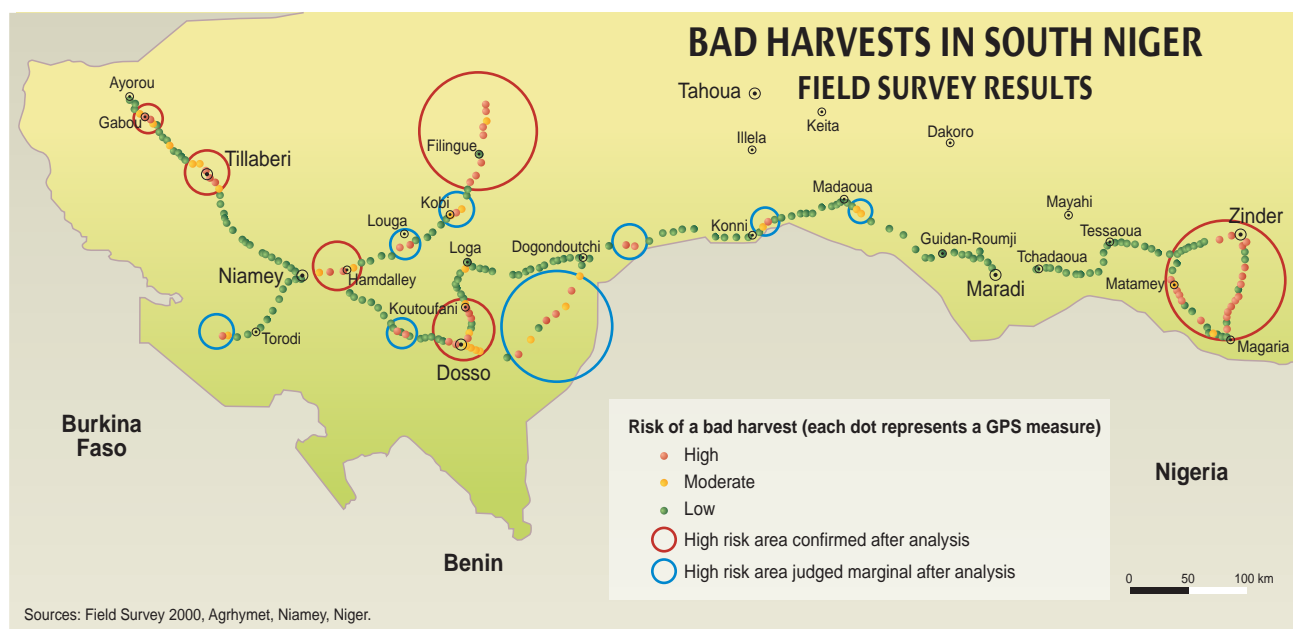 BAD HARVESTS IN SOUTH NIGER
FIELD SURVEY RESULTS
Ayorou
Gabou
Tillaberi
Filingue
Kobi
Louga
Loga
Niamey
Hamdalley
Torodi
Koutoufani
Dosso
Dogondoutchi
Tahoua
Illela
Keita
Dakoro
Konni
Madaoua
Guidan-Roumji
Maradi
Mayahi
Tchadaoua
Tessaoua
Matamey
Zinder
Magaria
Burkina
Faso
Benin
Nigeria
Risk of a bad harvest (each dot represents a GPS measure)
High
Moderate
Low
High risk area confirmed after analysis
High risk area judged marginal after analysis
0 50 100 km
Sources: Field Survey 2000, Agrhymet, Niamey, Niger.